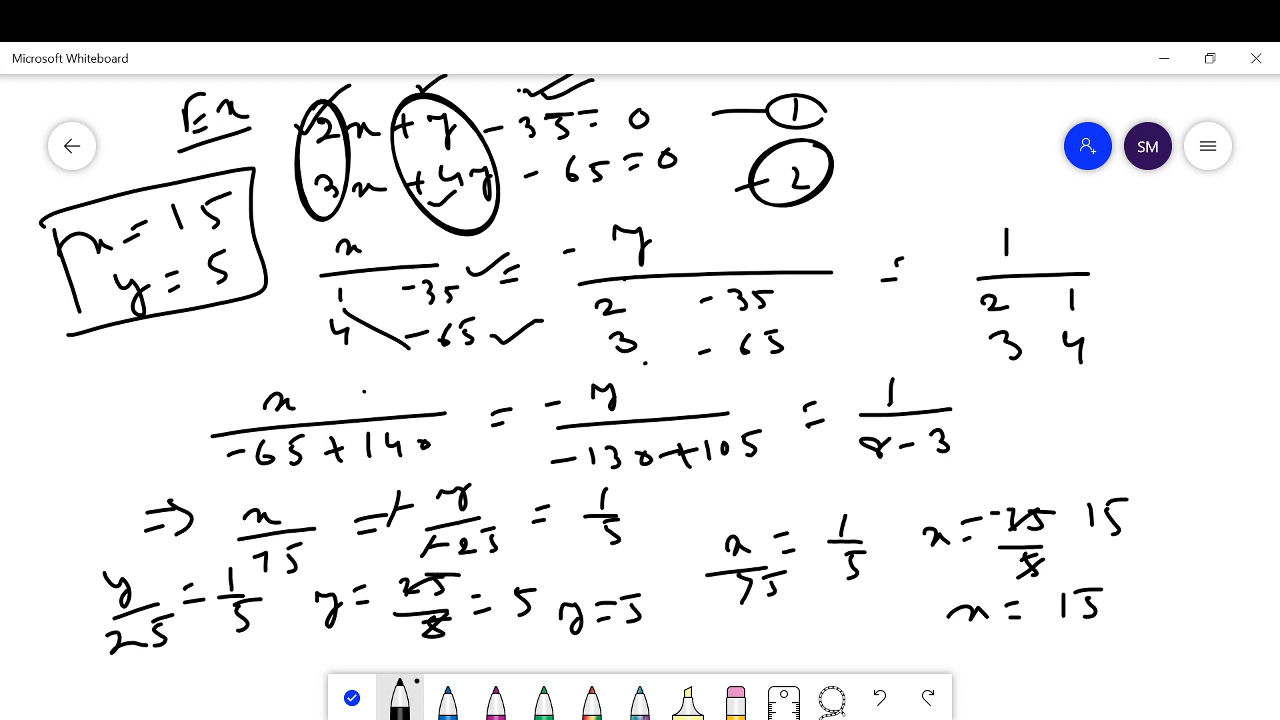 Microsoft Whiteboard
Ex 2x + y - 35 = 0 — 1
3x + 4y - 65 = 0 — 2
SM
x = 15
y = 5
x = - y = 1
1 -35 2 -35 2 1
4 -65 3 -65 3 4
x = - y = 1
-65 + 140 -130 + 105 8 - 3
⇒ x/75 = - y/-25 = 1/5
x/75 = 1/5 x = 75/5 15
y/25 = 1/5 y = 25/5 = 5 y = 5
x = 15